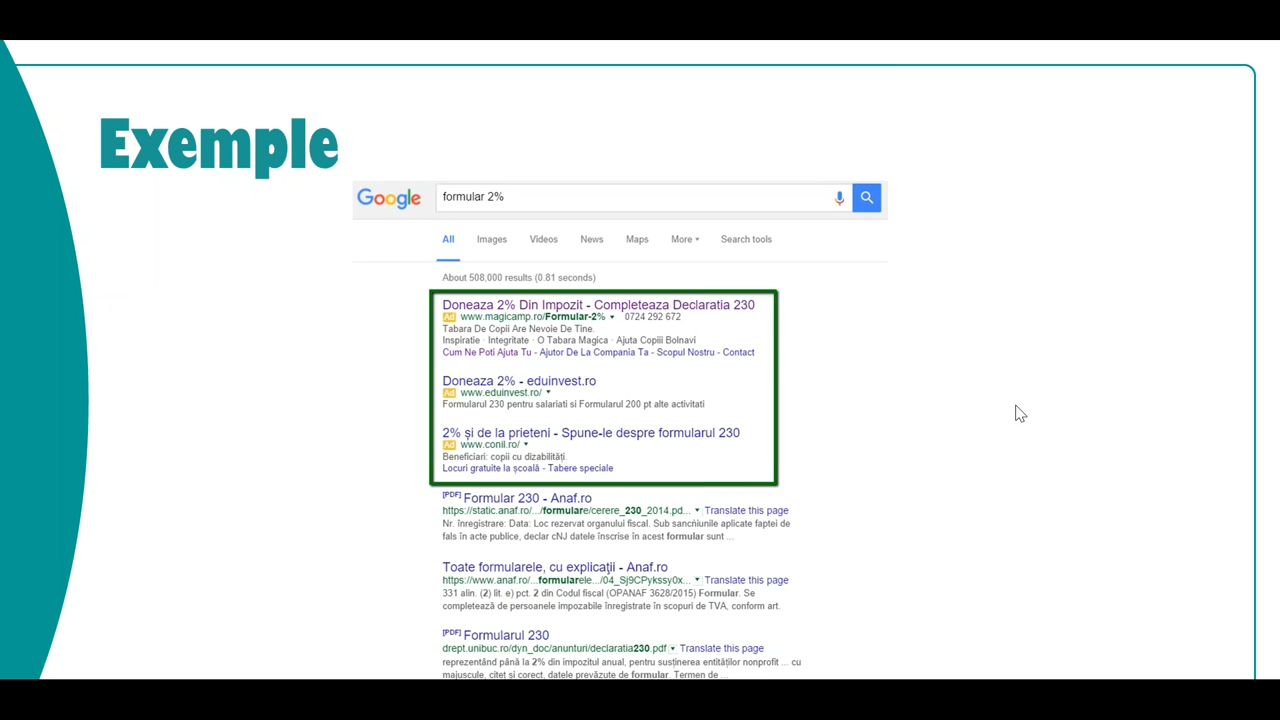 Exemple
Google
formular 2%
All Images Videos News Maps More Search tools
About 508,000 results (0.81 seconds)
Doneaza 2% Din Impozit - Completeaza Declaratia 230
Ad www.magicamp.ro/Formular-2% 0724 292 672
Tabara De Copii Are Nevoie De Tine.
Inspiratie · Integritate · O Tabara Magica · Ajuta Copiii Bolnavi
Cum Ne Poti Ajuta Tu - Ajutor De La Compania Ta - Scopul Nostru - Contact
Doneaza 2% - eduinvest.ro
Ad www.eduinvest.ro/
Formularul 230 pentru salariati si Formularul 200 pt alte activitati
2% și de la prieteni - Spune-le despre formularul 230
Ad www.conil.ro/
Beneficiari: copii cu dizabilități.
Locuri gratuite la școală - Tabere speciale
[PDF] Formular 230 - Anaf.ro
https://static.anaf.ro/.../formulare/cerere_230_2014.pd... Translate this page
Nr. înregistrare: Data: Loc rezervat organului fiscal. Sub sancńiunile aplicate faptei de
fals în acte publice, declar cNJ datele înscrise în acest formular sunt ...
Toate formularele, cu explicaţii - Anaf.ro
https://www.anaf.ro/...formularele.../04_Sj9CPykssy0x... Translate this page
331 alin. (2) lit. e) pct. 2 din Codul fiscal (OPANAF 3628/2015) Formular. Se
completează de persoanele impozabile înregistrate în scopuri de TVA, conform art.
[PDF] Formularul 230
drept.unibuc.ro/dyn_doc/anunturi/declaratia230.pdf Translate this page
reprezentând până la 2% din impozitul anual, pentru susținerea entităților nonprofit ... cu
majuscule, citeț și corect, datele prevăzute de formular. Termen de ...